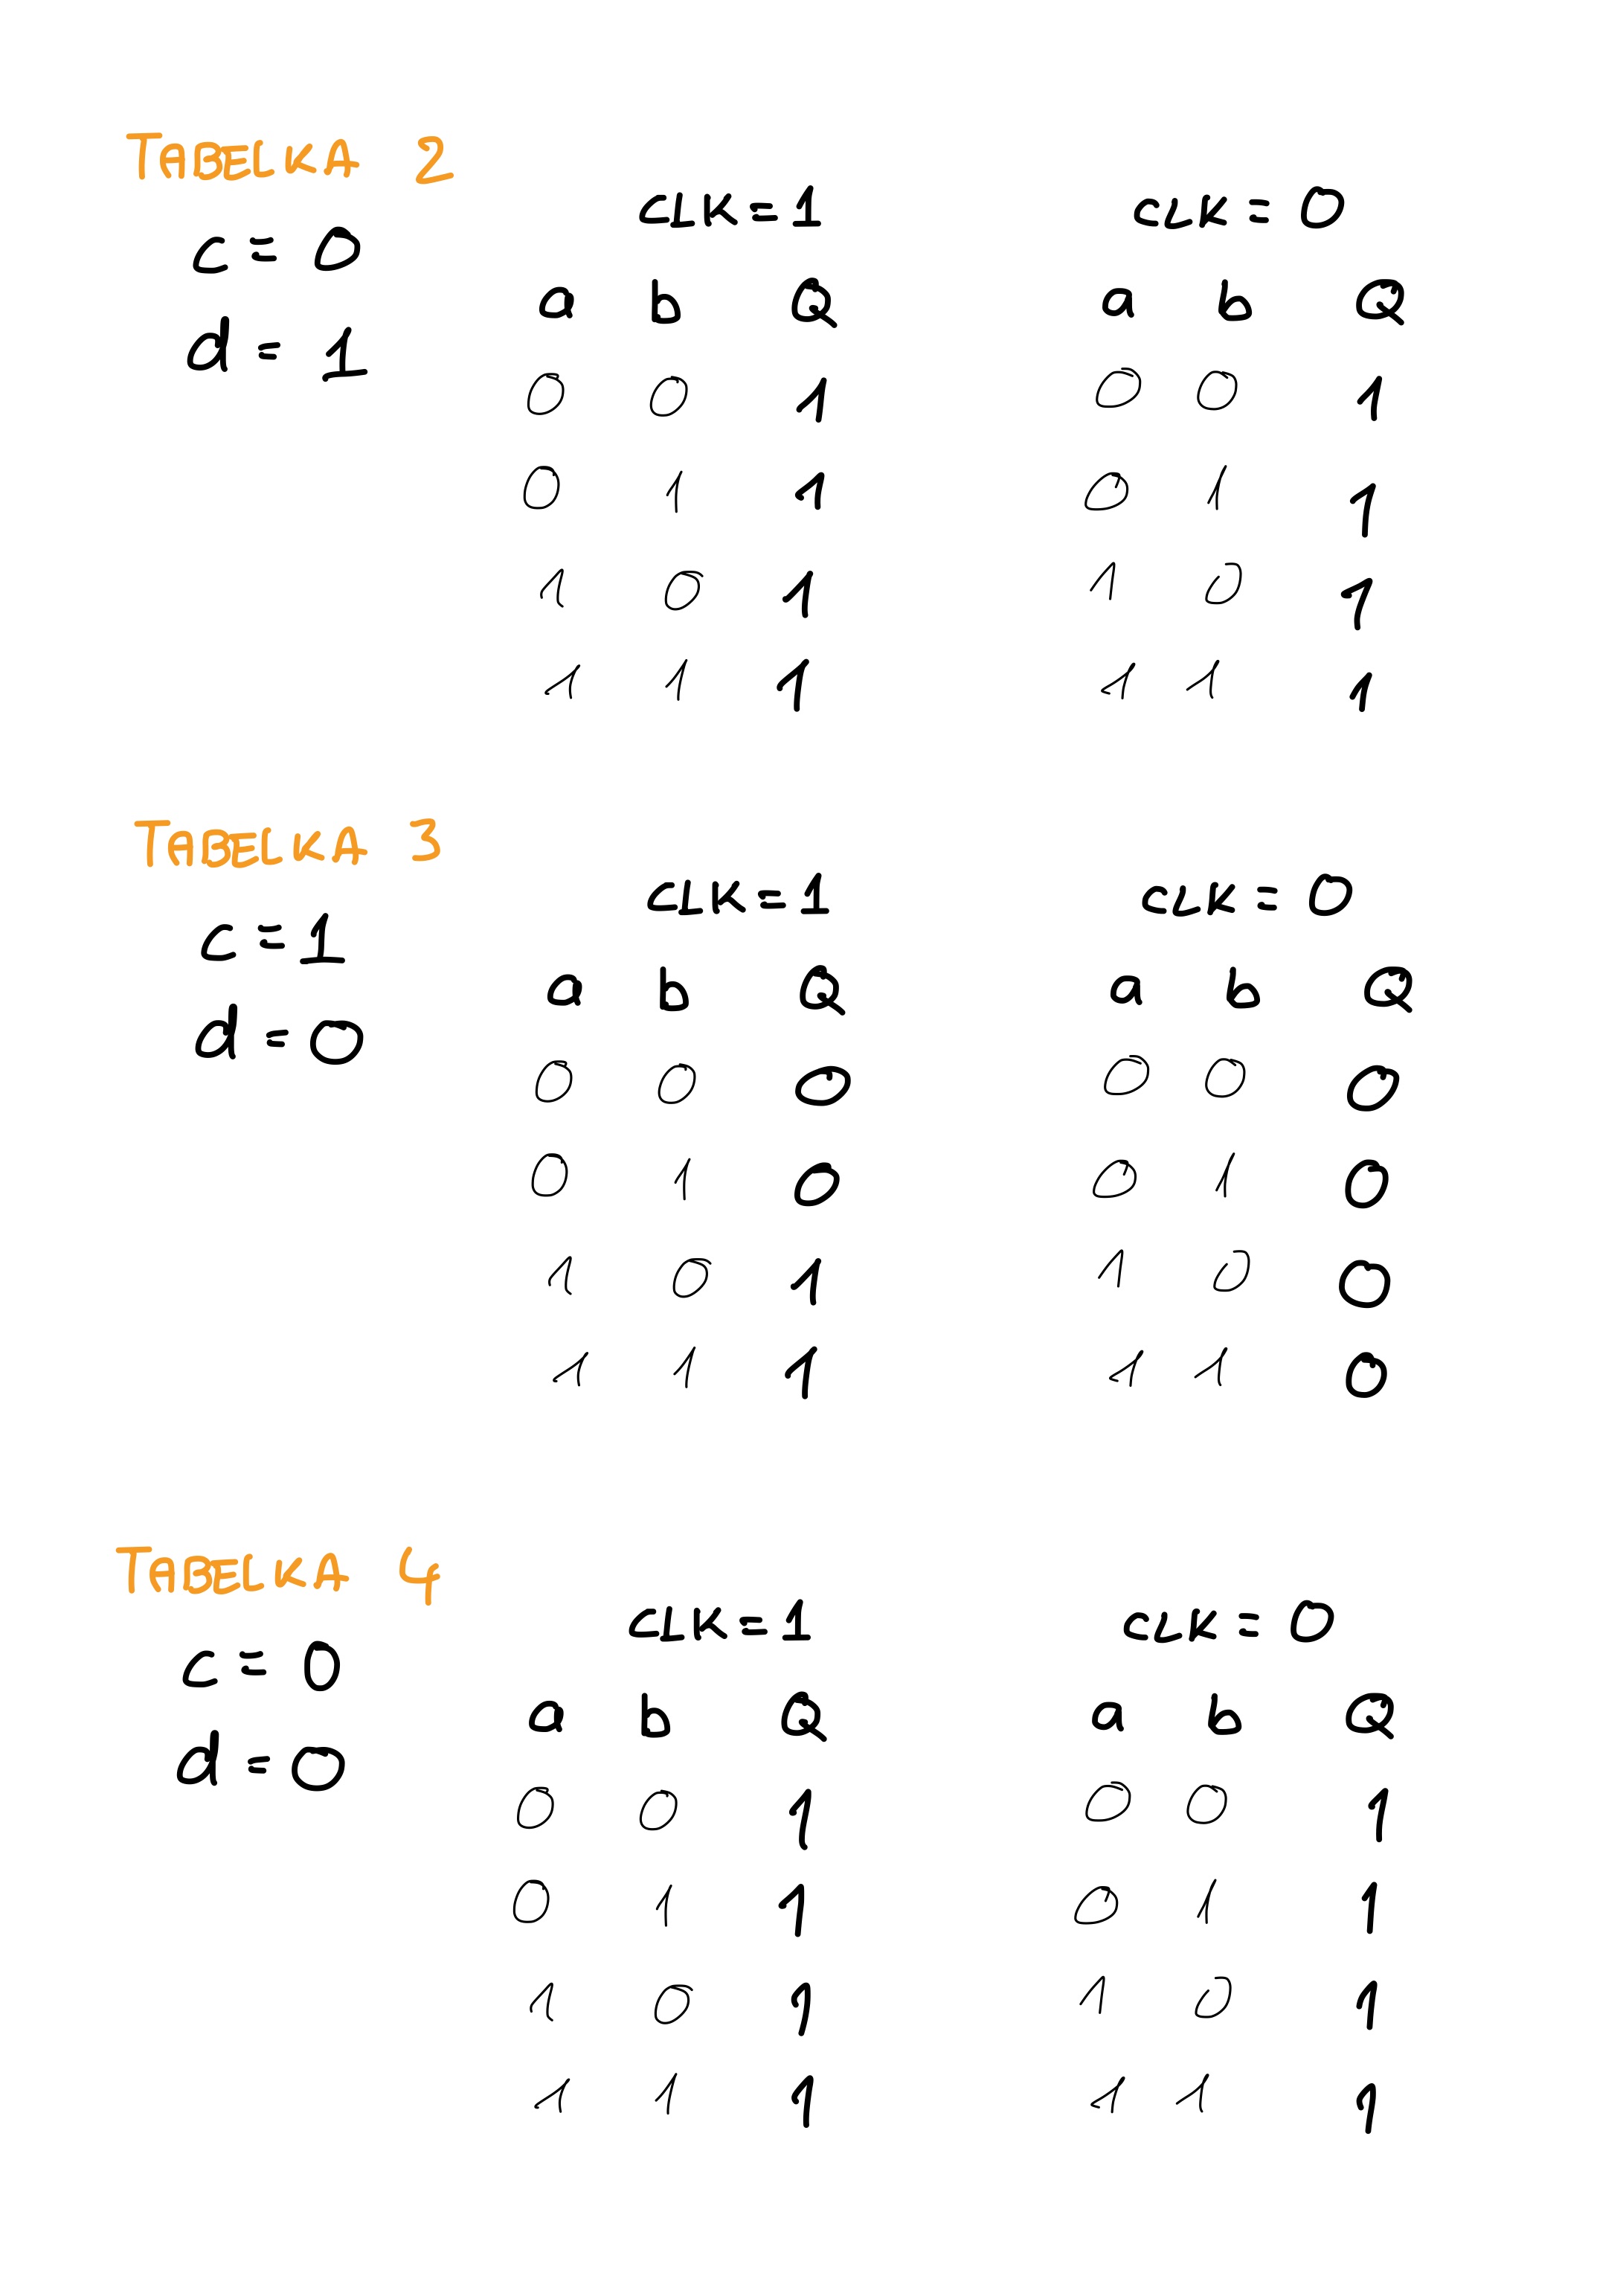 TABELKA 2
c = 0
d = 1
CLK=1 CLK = 0
a b Q a b Q
0 0 1 0 0 1
0 1 1 0 1 1
1 0 1 1 0 1
1 1 1 1 1 1
TABELKA 3
c = 1
d = 0
CLK=1 CLK = 0
a b Q a b Q
0 0 0 0 0 0
0 1 0 0 1 0
1 0 1 1 0 0
1 1 1 1 1 0
TABELKA 4
c = 0
d = 0
CLK=1 CLK = 0
a b Q a b Q
0 0 1 0 0 1
0 1 1 0 1 1
1 0 1 1 0 1
1 1 1 1 1 1